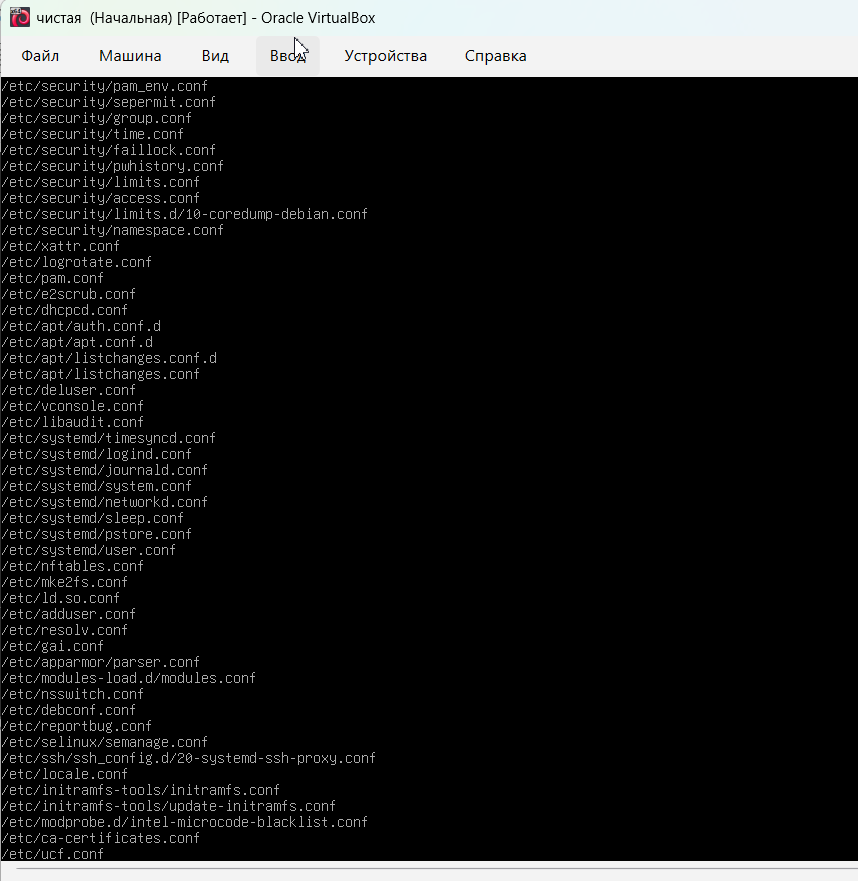 чистая (Начальная) [Работает] - Oracle VirtualBox
Файл Машина Вид Ввод Устройства Справка
/etc/security/pam_env.conf
/etc/security/sepermit.conf
/etc/security/group.conf
/etc/security/time.conf
/etc/security/faillock.conf
/etc/security/pwhistory.conf
/etc/security/limits.conf
/etc/security/access.conf
/etc/security/limits.d/10-coredump-debian.conf
/etc/security/namespace.conf
/etc/xattr.conf
/etc/logrotate.conf
/etc/pam.conf
/etc/e2scrub.conf
/etc/dhcpcd.conf
/etc/apt/auth.conf.d
/etc/apt/apt.conf.d
/etc/apt/listchanges.conf.d
/etc/apt/listchanges.conf
/etc/deluser.conf
/etc/vconsole.conf
/etc/libaudit.conf
/etc/systemd/timesyncd.conf
/etc/systemd/logind.conf
/etc/systemd/journald.conf
/etc/systemd/system.conf
/etc/systemd/networkd.conf
/etc/systemd/sleep.conf
/etc/systemd/pstore.conf
/etc/systemd/user.conf
/etc/nftables.conf
/etc/mke2fs.conf
/etc/ld.so.conf
/etc/adduser.conf
/etc/resolv.conf
/etc/gai.conf
/etc/apparmor/parser.conf
/etc/modules-load.d/modules.conf
/etc/nsswitch.conf
/etc/debconf.conf
/etc/reportbug.conf
/etc/selinux/semanage.conf
/etc/ssh/ssh_config.d/20-systemd-ssh-proxy.conf
/etc/locale.conf
/etc/initramfs-tools/initramfs.conf
/etc/initramfs-tools/update-initramfs.conf
/etc/modprobe.d/intel-microcode-blacklist.conf
/etc/ca-certificates.conf
/etc/ucf.conf